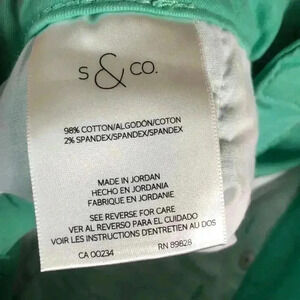 S & CO.
98% COTTON/ALGODÓN/COTON
2% SPANDEX/SPANDEX/SPANDEX
MADE IN JORDAN
HECHO EN JORDANIA
FABRIQUE EN JORDANIE
SEE REVERSE FOR CARE
VER AL REVERSO PARA EL CUIDADO
VOIR LES INSTRUCTIONS D'ENTRETIEN AU DOS
CA 00234 RN 89828